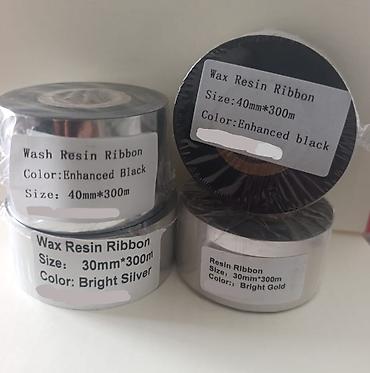 Wash Resin Ribbon
Color:Enhanced Black
Size: 40mm*300m
Wax Resin Ribbon
Size:40mm*300m
Color:Enhanced black
Wax Resin Ribbon
Size: 30mm*300m
Color: Bright Silver
Resin Ribbon
Size: 30mm*300m
Color:: Bright Gold